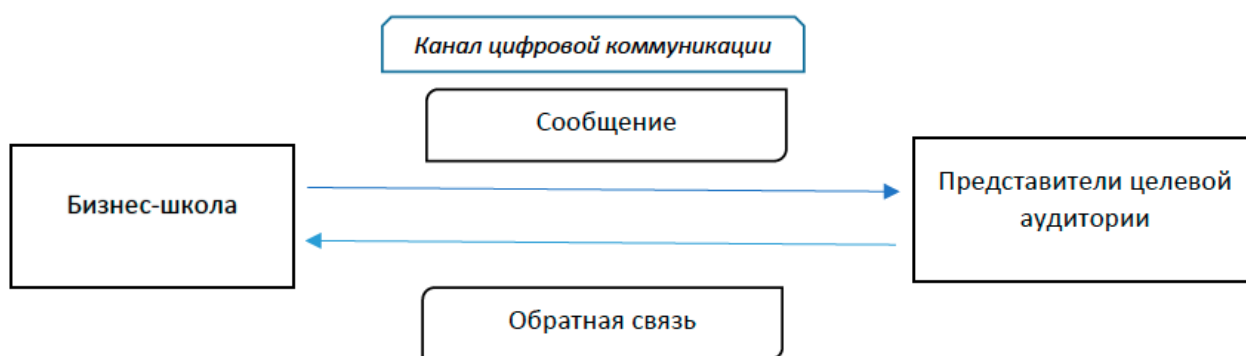 Канал цифровой коммуникации
Сообщение
Бизнес-школа
Представители целевой
аудитории
Обратная связь